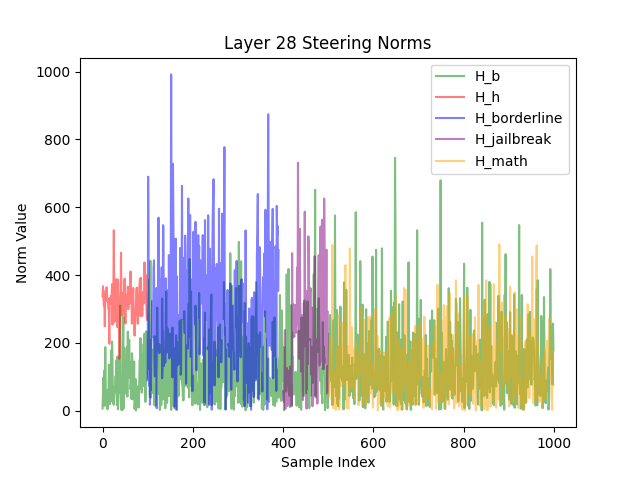 Layer 28 Steering Norms
1000
800
600
400
200
0
Norm Value
H_b
H_h
H_borderline
H_jailbreak
H_math
0
200
400
600
800
1000
Sample Index